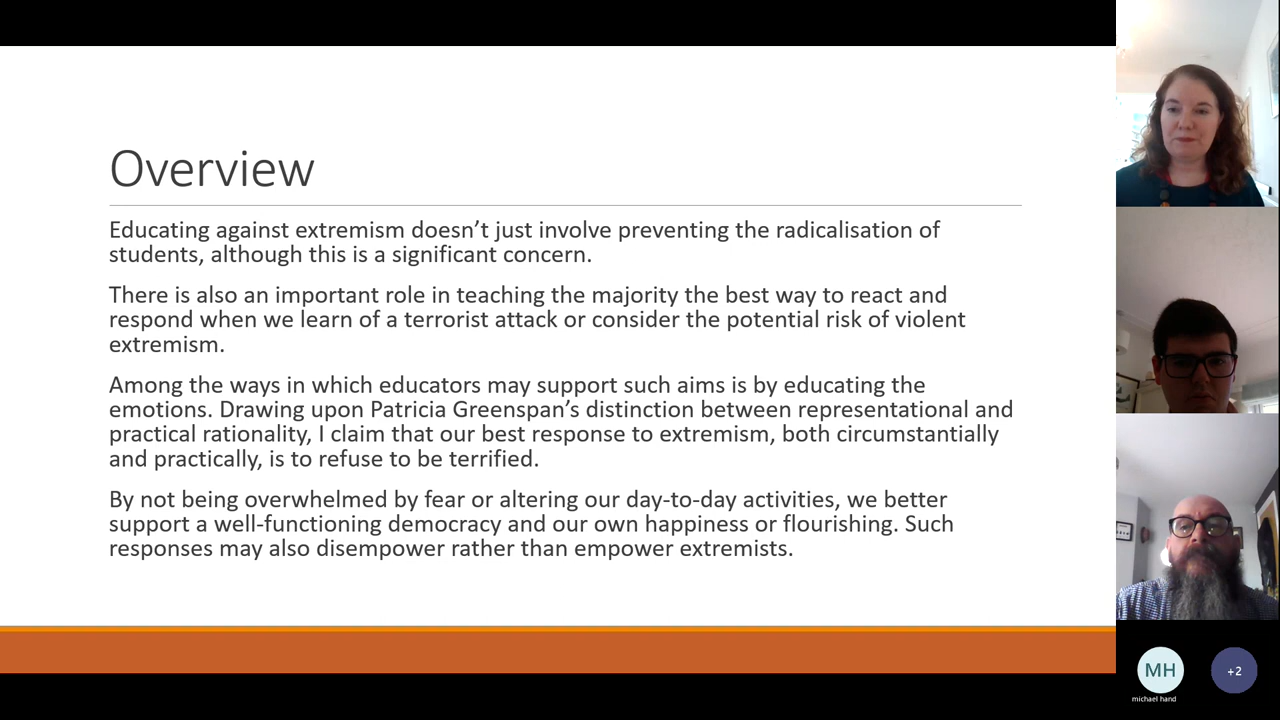 Overview
Educating against extremism doesn’t just involve preventing the radicalisation of
students, although this is a significant concern.
There is also an important role in teaching the majority the best way to react and
respond when we learn of a terrorist attack or consider the potential risk of violent
extremism.
Among the ways in which educators may support such aims is by educating the
emotions. Drawing upon Patricia Greenspan’s distinction between representational and
practical rationality, I claim that our best response to extremism, both circumstantially
and practically, is to refuse to be terrified.
By not being overwhelmed by fear or altering our day-to-day activities, we better
support a well-functioning democracy and our own happiness or flourishing. Such
responses may also disempower rather than empower extremists.
MH
+2
michael hand